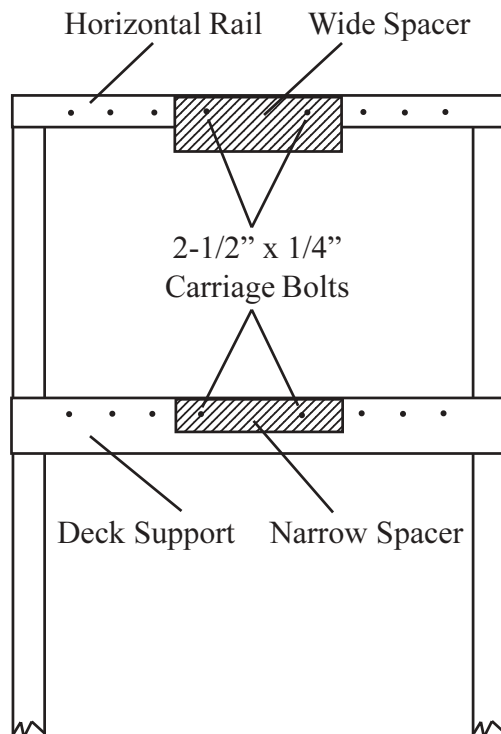 Horizontal Rail
Wide Spacer
2-1/2” x 1/4”
Carriage Bolts
Deck Support
Narrow Spacer